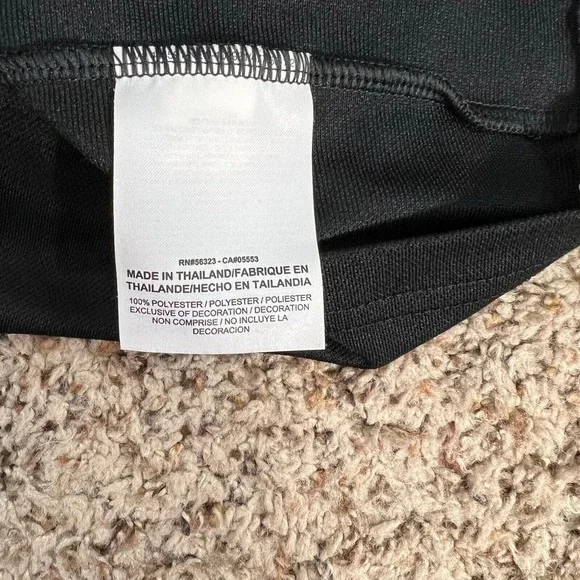 RN#56323 - CA#05553
MADE IN THAILAND/FABRIQUE EN
THAILANDE/HECHO EN TAILANDIA
100% POLYESTER / POLYESTER / POLIESTER
EXCLUSIVE OF DECORATION / DECORATION
NON COMPRISE / NO INCLUYE LA
DECORACION